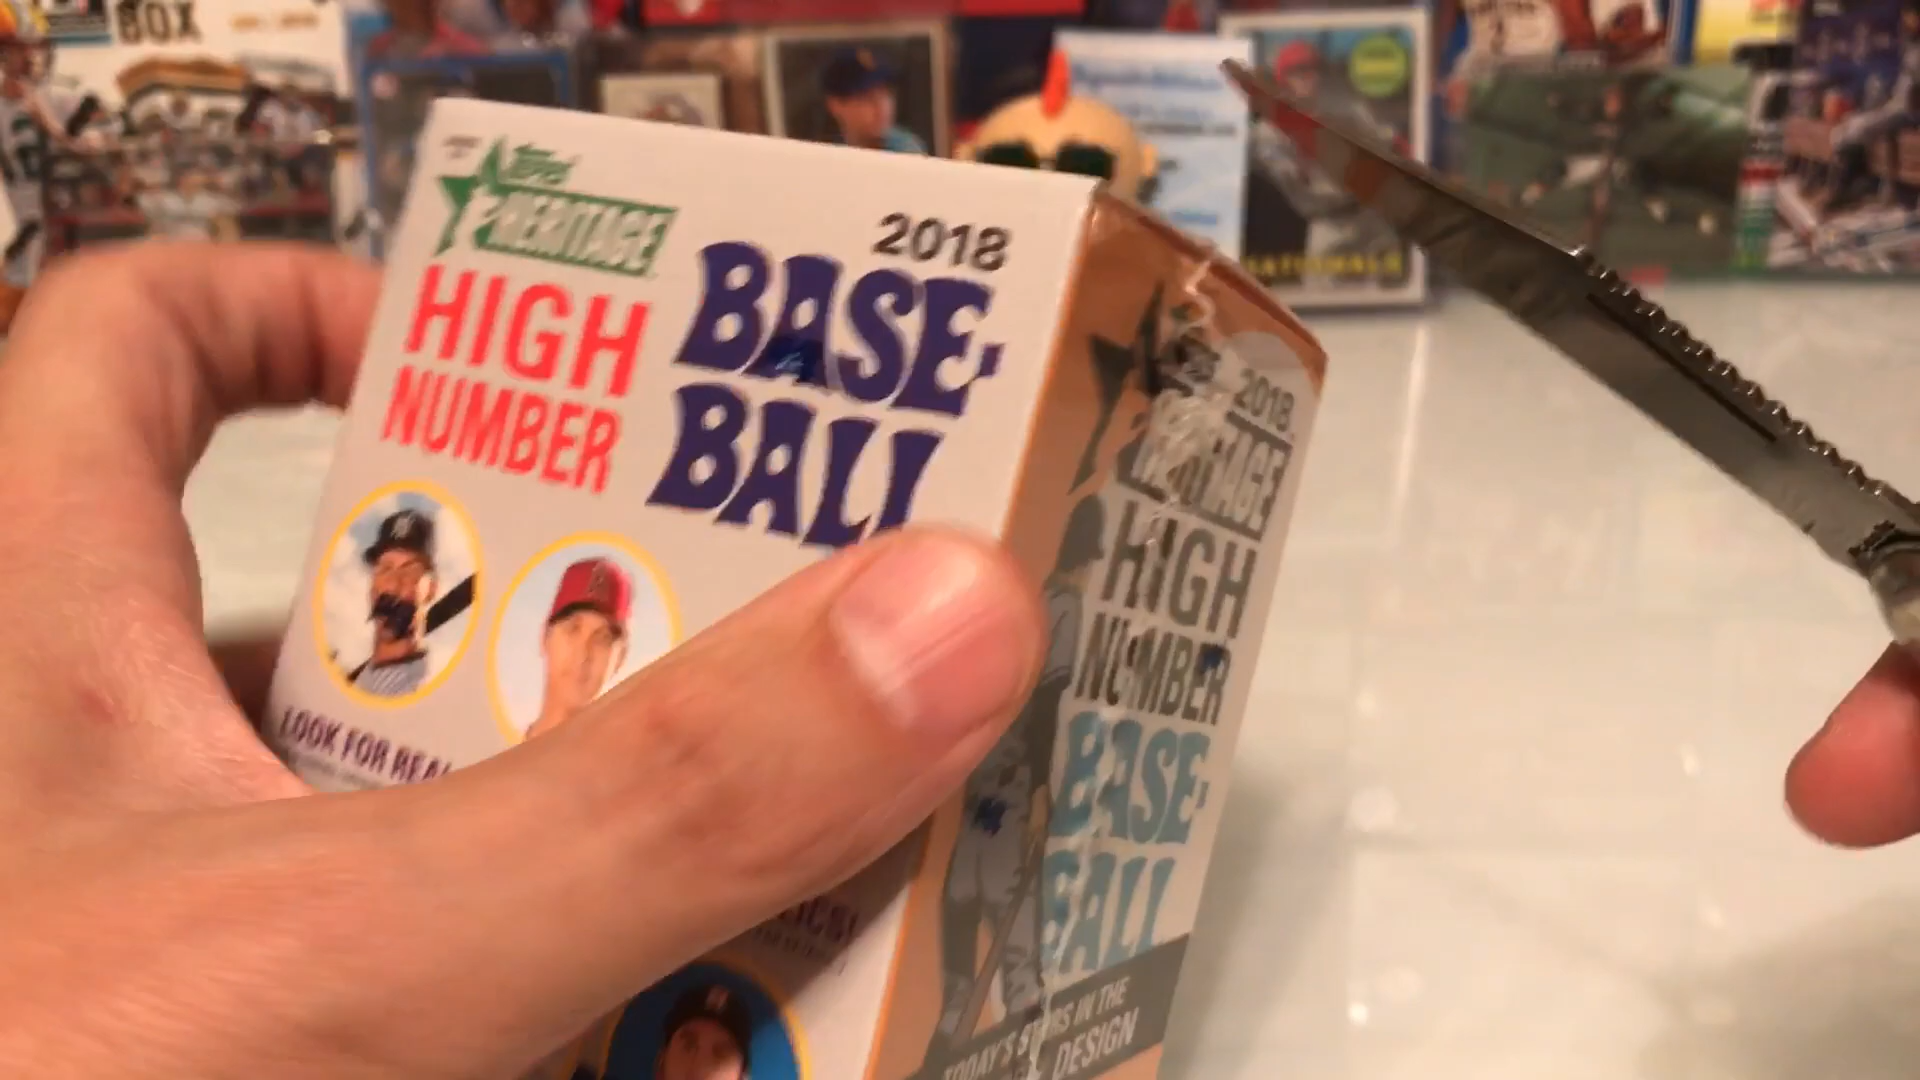 BOX
topps
HERITAGE
HIGH
NUMBER
2018
BASE-
BALL
LOOK FOR REAL
2018
HERITAGE
HIGH
NUMBER
BASE-
BALL
TODAY'S STARS IN THE
DESIGN
NATIONALS